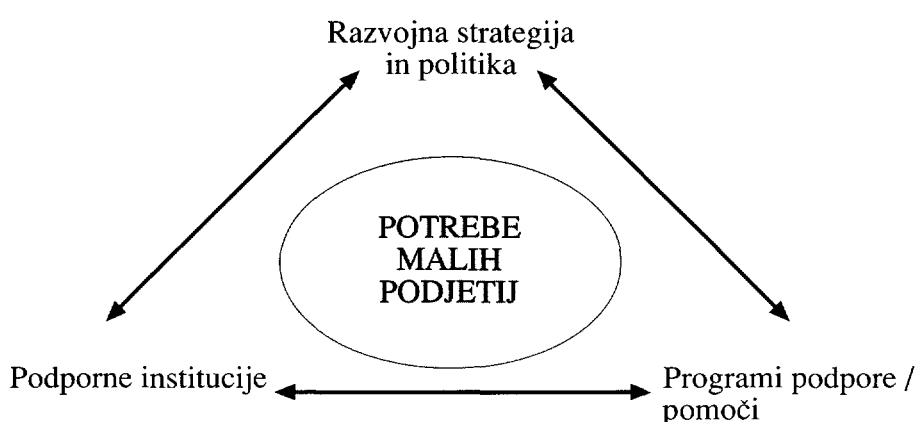 Razvojna strategija
in politika
POTREBE
MALIH
PODJETIJ
Podporne institucije
Programi podpore /
pomoči